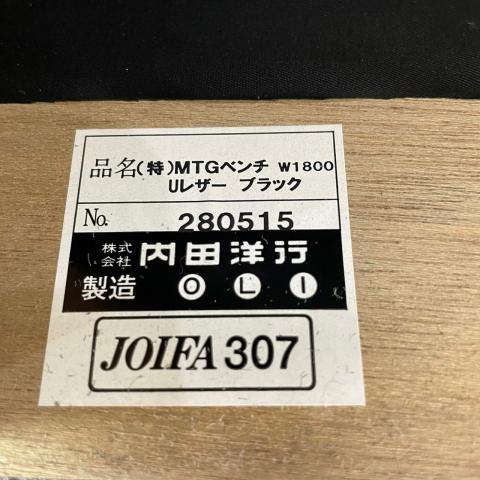 品名(特)MTGベンチ W1800
Uレザー ブラック
No. 280515
株式会社 内田洋行
製造 O L I
JOIFA 307